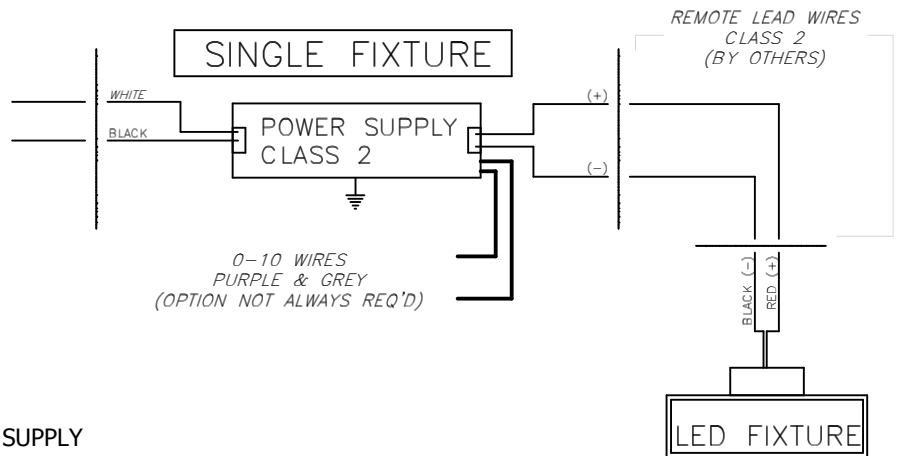 REMOTE LEAD WIRES
CLASS 2
(BY OTHERS)
SINGLE FIXTURE
WHITE
BLACK
POWER SUPPLY
CLASS 2
(+)
(-)
0-10 WIRES
PURPLE & GREY
(OPTION NOT ALWAYS REQ'D)
BLACK (-)
RED (+)
SUPPLY
LED FIXTURE